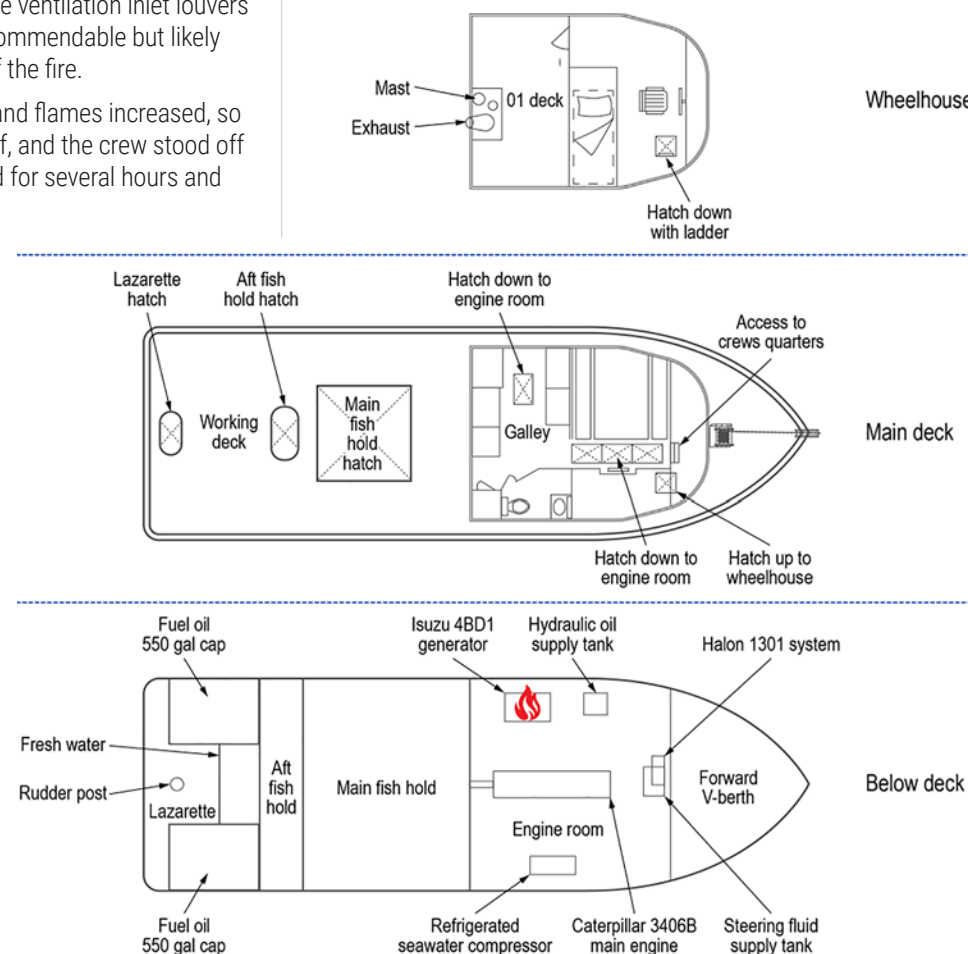 e ventilation inlet louvers
ommendable but likely
f the fire.
and flames increased, so
f, and the crew stood off
d for several hours and
Mast
Exhaust
01 deck
Wheelhouse
Hatch down
with ladder
Lazarette
hatch
Aft fish
hold hatch
Hatch down to
engine room
Access to
crews quarters
Working
deck
Main
fish
hold
hatch
Galley
Main deck
Hatch down to
engine room
Hatch up to
wheelhouse
Fuel oil
550 gal cap
Isuzu 4BD1
generator
Hydraulic oil
supply tank
Halon 1301 system
Fresh water
Rudder post
Lazarette
Aft
fish
hold
Main fish hold
Engine room
Forward
V-berth
Below deck
Fuel oil
550 gal cap
Refrigerated
seawater compressor
Caterpillar 3406B
main engine
Steering fluid
supply tank